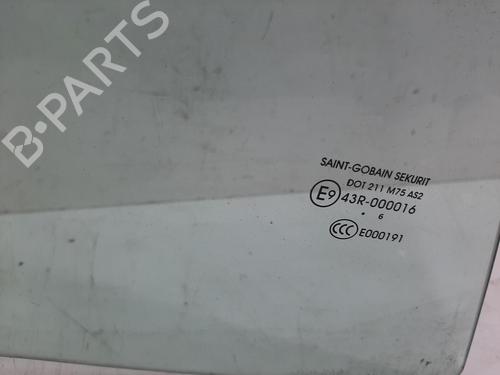 B-PARTS
SAINT-GOBAIN SEKURIT
DOT 211 M75 AS2
E9 43R-000016
. 6
CCC E000191